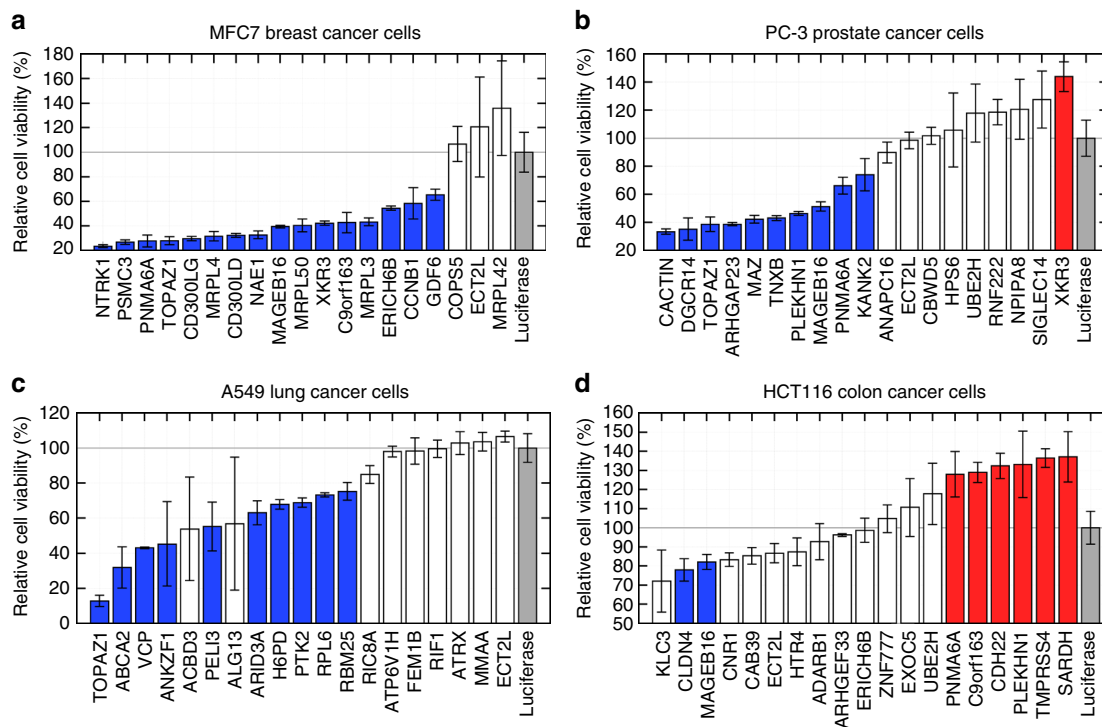 a
MFC7 breast cancer cells
Relative cell viability (%)
180
160
140
120
100
80
60
40
20
NTRK1
PSMC3
PNMA6A
TOPAZ1
CD300LG
MRPL4
CD300LD
NAE1
MAGEB16
MRPL50
XKR3
C9orf163
MRPL3
ERICH6B
CCNB1
GDF6
COPS5
ECT2L
MRPL42
Luciferase
b
PC-3 prostate cancer cells
Relative cell viability (%)
160
140
120
100
80
60
40
20
CACTIN
DGCR14
TOPAZ1
ARHGAP23
MAZ
TNXB
PLEKHN1
MAGEB16
PNMA6A
KANK2
ANAPC16
ECT2L
CBWD5
HPS6
UBE2H
RNF222
NPIPA8
SIGLEC14
XKR3
Luciferase
c
A549 lung cancer cells
Relative cell viability (%)
120
100
80
60
40
20
0
TOPAZ1
ABCA2
VCP
ANKZF1
ACBD3
PELI3
ALG13
ARID3A
H6PD
PTK2
RPL6
RBM25
RIC8A
ATP6V1H
FEM1B
RIF1
ATRX
MMAA
ECT2L
Luciferase
d
HCT116 colon cancer cells
Relative cell viability (%)
160
150
140
130
120
110
100
90
80
70
60
50
KLC3
CLDN4
MAGEB16
CNR1
CAB39
ECT2L
HTR4
ADARB1
ARHGEF33
ERICH6B
ZNF777
EXOC5
UBE2H
PNMA6A
C9orf163
CDH22
PLEKHN1
TMPRSS4
SARDH
Luciferase